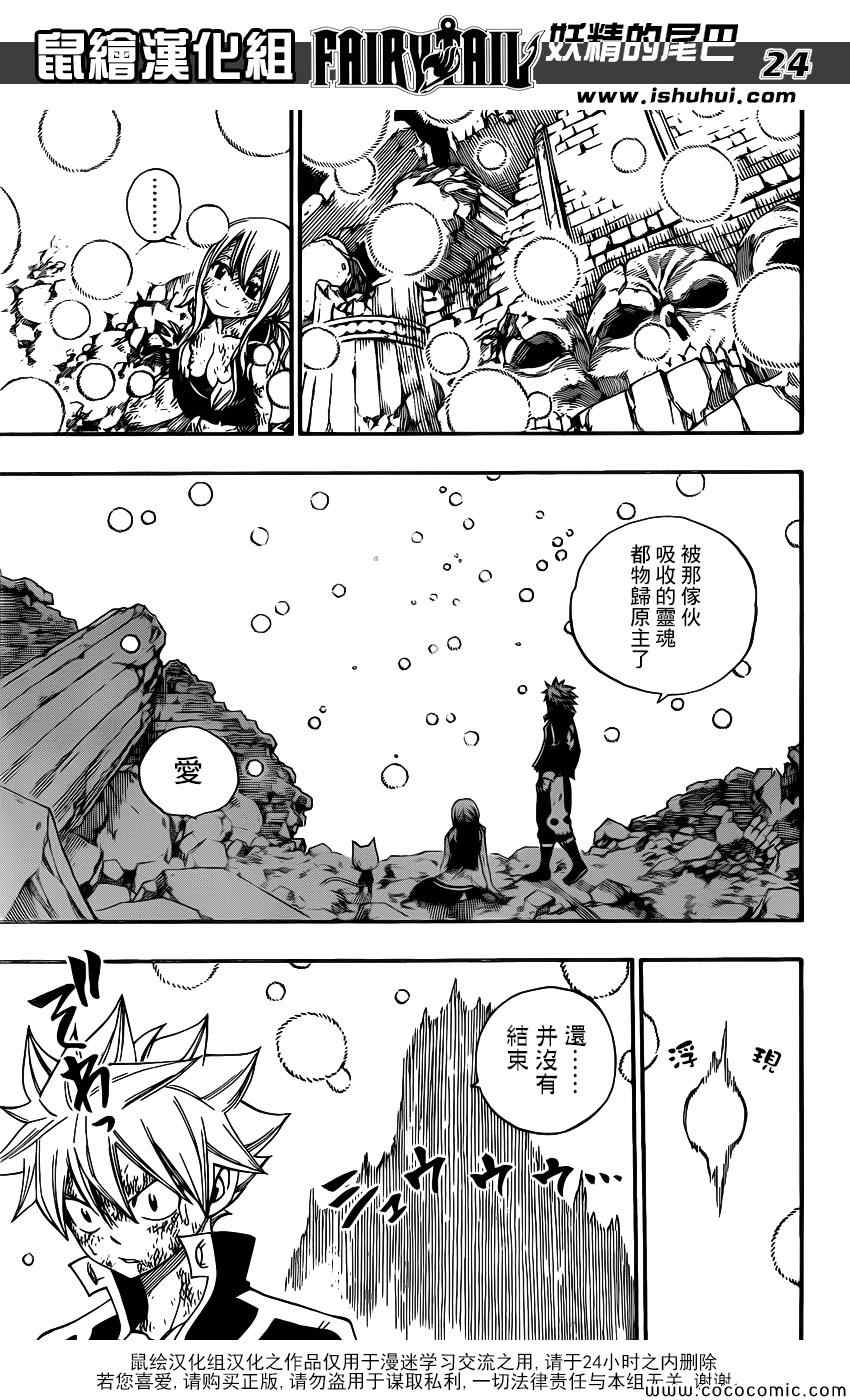 鼠繪漢化組 FAIRY TAIL 妖精的尾巴 24
www.ishuhui.com
………
被那傢伙
吸收的靈魂
都物歸原主了
愛
浮現
還……
并沒有
結束
シュウウウ…
ぞわっ
鼠绘汉化组汉化之作品仅用于漫迷学习交流之用,请于24小时之内删除
若您喜爱,请购买正版,请勿盗用于谋取私利,一切法律责任与本组无关,谢谢。
www.cococomic.com